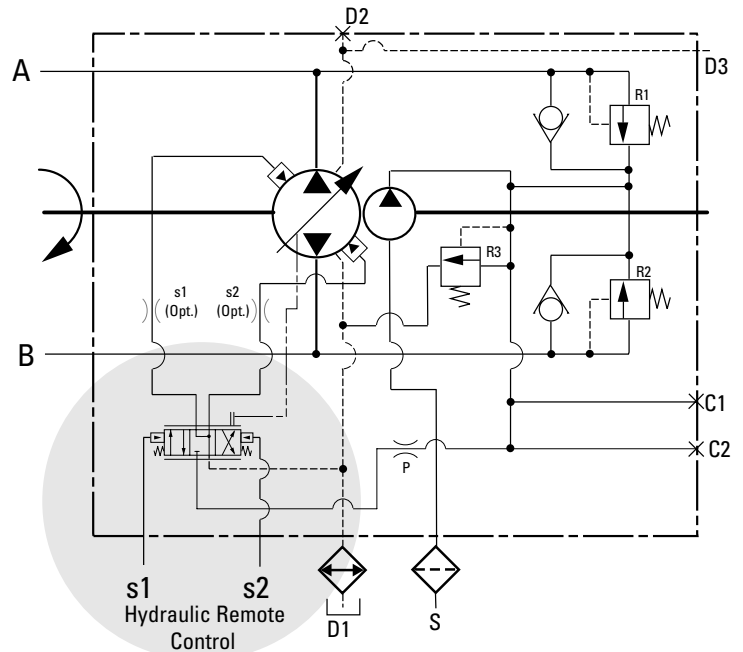 D2
A
D3
R1
R3
R2
s1
(Opt.)
s2
(Opt.)
B
C1
C2
P
s1
s2
Hydraulic Remote
Control
D1
S